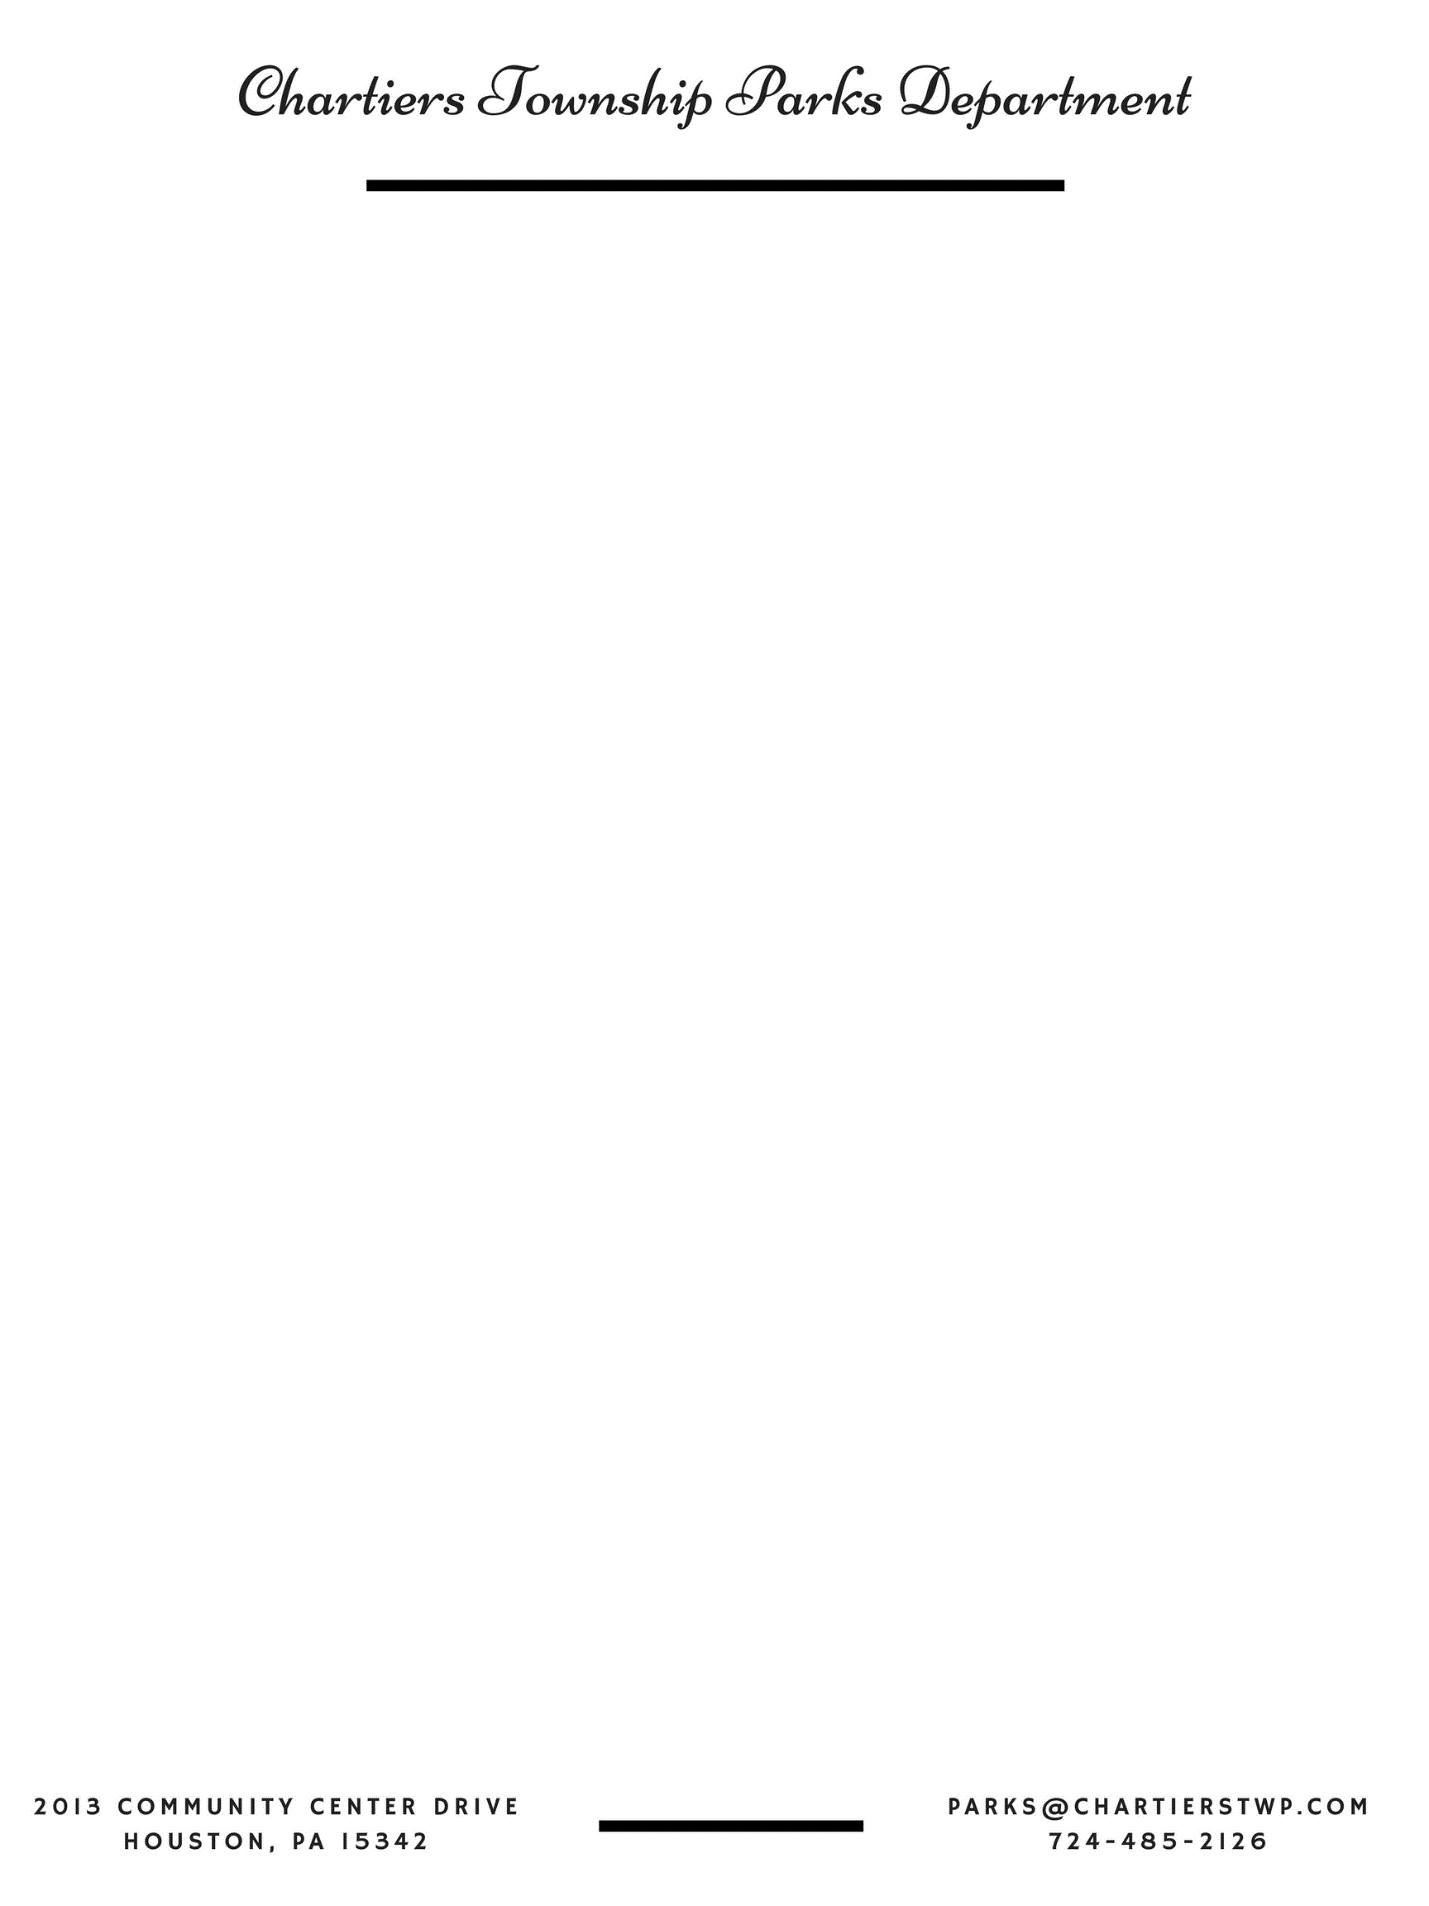 Chartiers Township Parks Department
2013 COMMUNITY CENTER DRIVE
HOUSTON, PA 15342
PARKS@CHARTIERSTWP.COM
724-485-2126